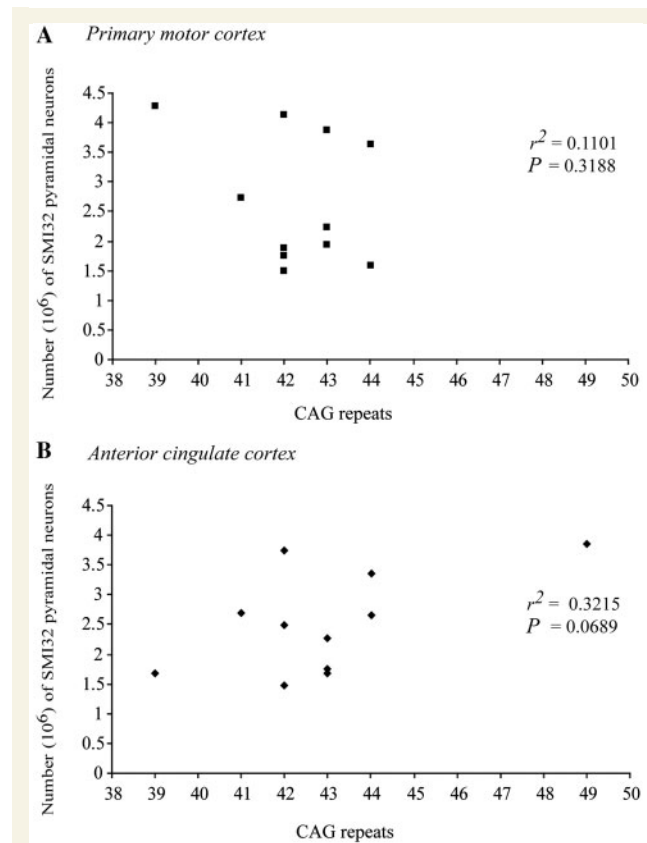 A Primary motor cortex
Number (10⁶) of SMI32 pyramidal neurons
4.5
4
3.5
3
2.5
2
1.5
1
0.5
0
r² = 0.1101
P = 0.3188
38 39 40 41 42 43 44 45 46 47 48 49 50
CAG repeats
B Anterior cingulate cortex
Number (10⁶) of SMI32 pyramidal neurons
4.5
4
3.5
3
2.5
2
1.5
1
0.5
0
r² = 0.3215
P = 0.0689
38 39 40 41 42 43 44 45 46 47 48 49 50
CAG repeats